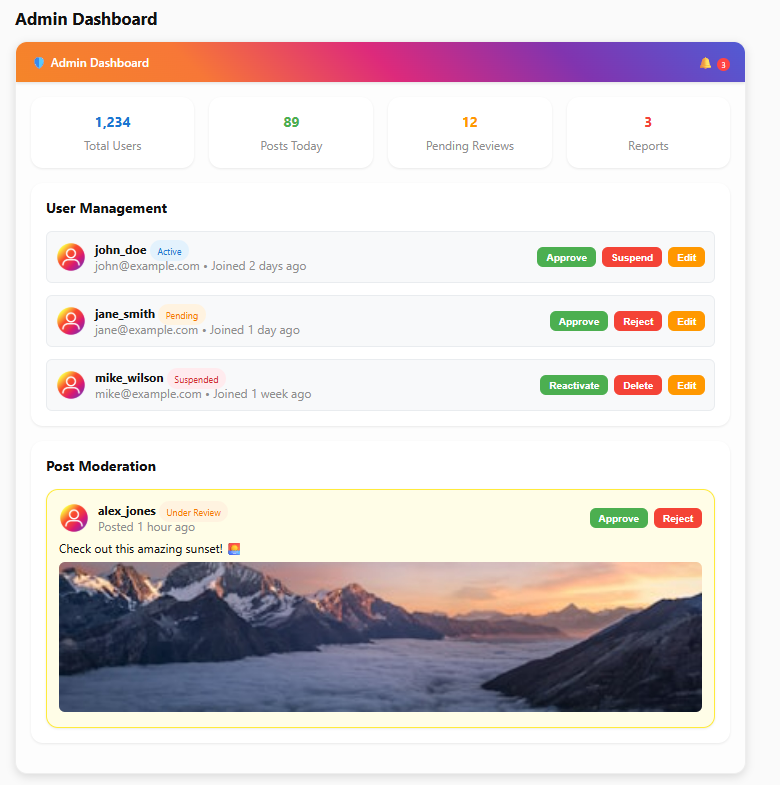 Admin Dashboard
🛡️ Admin Dashboard
🔔 3
1,234
Total Users
89
Posts Today
12
Pending Reviews
3
Reports
User Management
john_doe Active
john@example.com • Joined 2 days ago
Approve Suspend Edit
jane_smith Pending
jane@example.com • Joined 1 day ago
Approve Reject Edit
mike_wilson Suspended
mike@example.com • Joined 1 week ago
Reactivate Delete Edit
Post Moderation
alex_jones Under Review
Posted 1 hour ago
Approve Reject
Check out this amazing sunset! 🌅